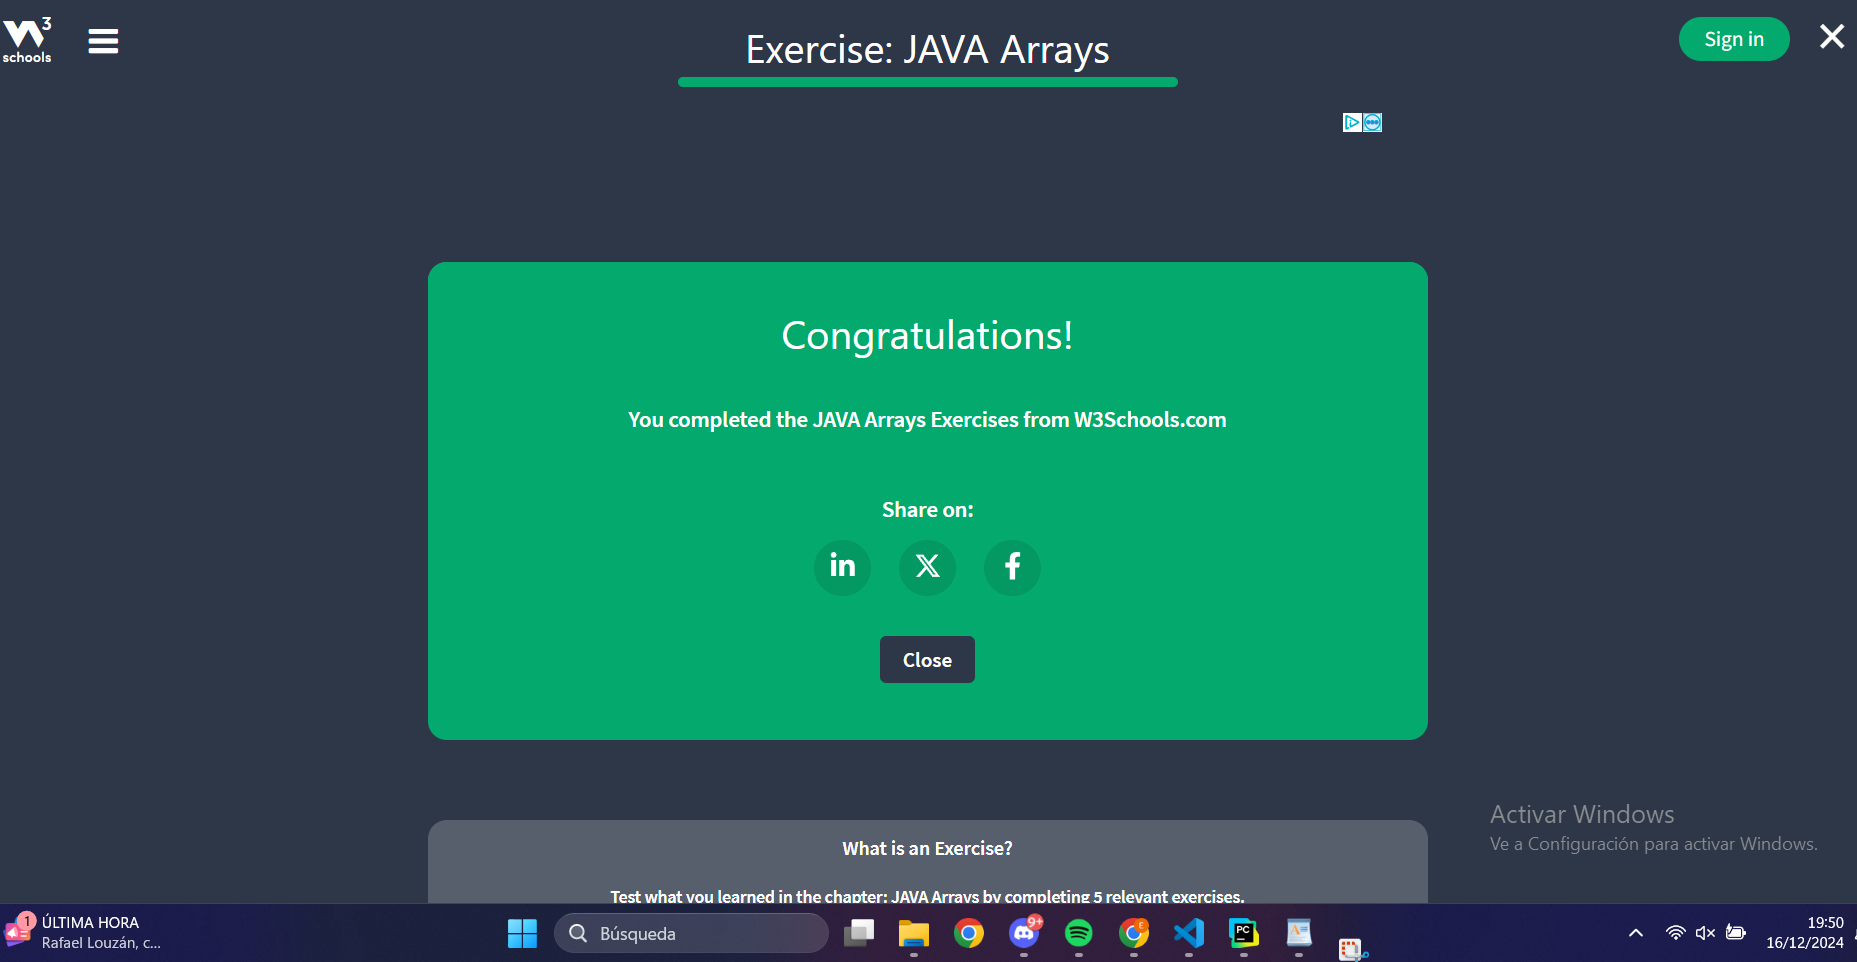 W3
schools
Exercise: JAVA Arrays
Sign in
Congratulations!
You completed the JAVA Arrays Exercises from W3Schools.com
Share on:
in
X
f
Close
What is an Exercise?
Test what you learned in the chapter: JAVA Arrays by completing 5 relevant exercises.
Activar Windows
Ve a Configuración para activar Windows.
1
ÚLTIMA HORA
Rafael Louzán, c...
Búsqueda
9+
E
PC
19:50
16/12/2024